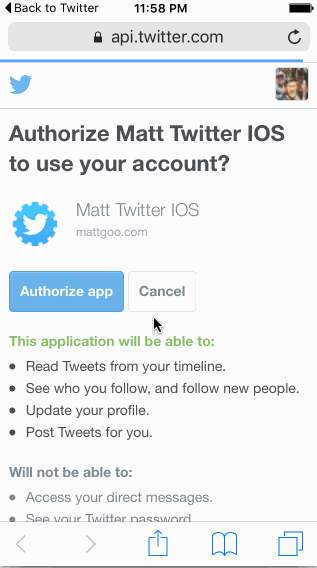 Back to Twitter 11:58 PM
api.twitter.com
Authorize Matt Twitter IOS
to use your account?
Matt Twitter IOS
mattgoo.com
Authorize app Cancel
This application will be able to:
• Read Tweets from your timeline.
• See who you follow, and follow new people.
• Update your profile.
• Post Tweets for you.
Will not be able to:
• Access your direct messages.
• See your Twitter password